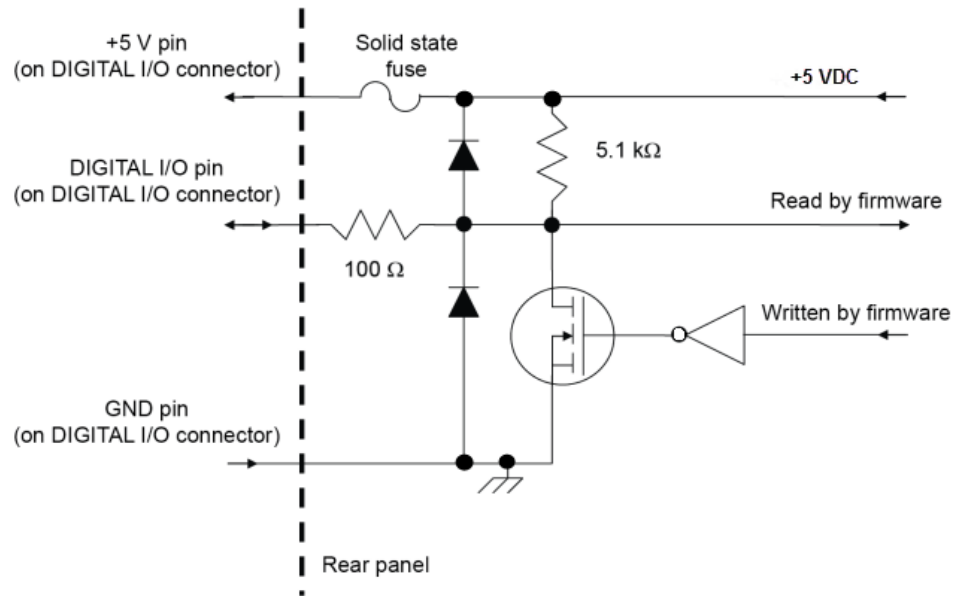 +5 V pin
(on DIGITAL I/O connector)
Solid state
fuse
+5 VDC
5.1 kΩ
DIGITAL I/O pin
(on DIGITAL I/O connector)
Read by firmware
100 Ω
Written by firmware
GND pin
(on DIGITAL I/O connector)
Rear panel